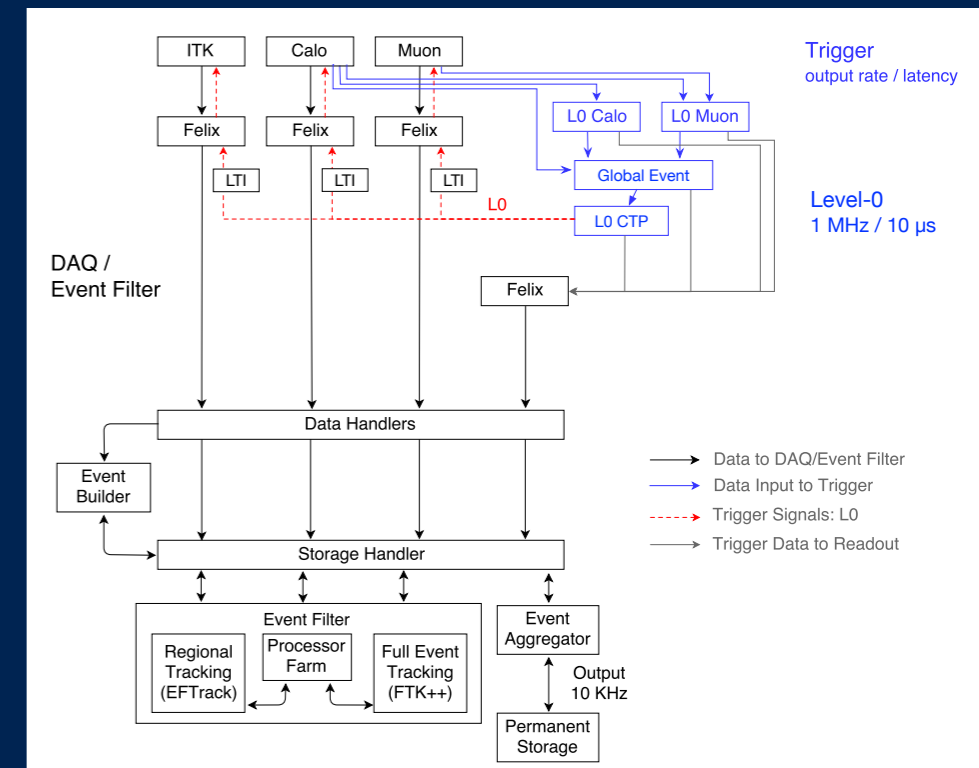 ITK
Calo
Muon
Trigger
output rate / latency
L0 Calo
L0 Muon
Felix
Felix
Felix
LTI
LTI
LTI
Global Event
L0
L0 CTP
Level-0
1 MHz / 10 μs
DAQ /
Event Filter
Felix
Data Handlers
Event
Builder
Data to DAQ/Event Filter
Data Input to Trigger
Trigger Signals: L0
Trigger Data to Readout
Storage Handler
Event Filter
Regional
Tracking
(EFTrack)
Processor
Farm
Full Event
Tracking
(FTK++)
Event
Aggregator
Output
10 KHz
Permanent
Storage